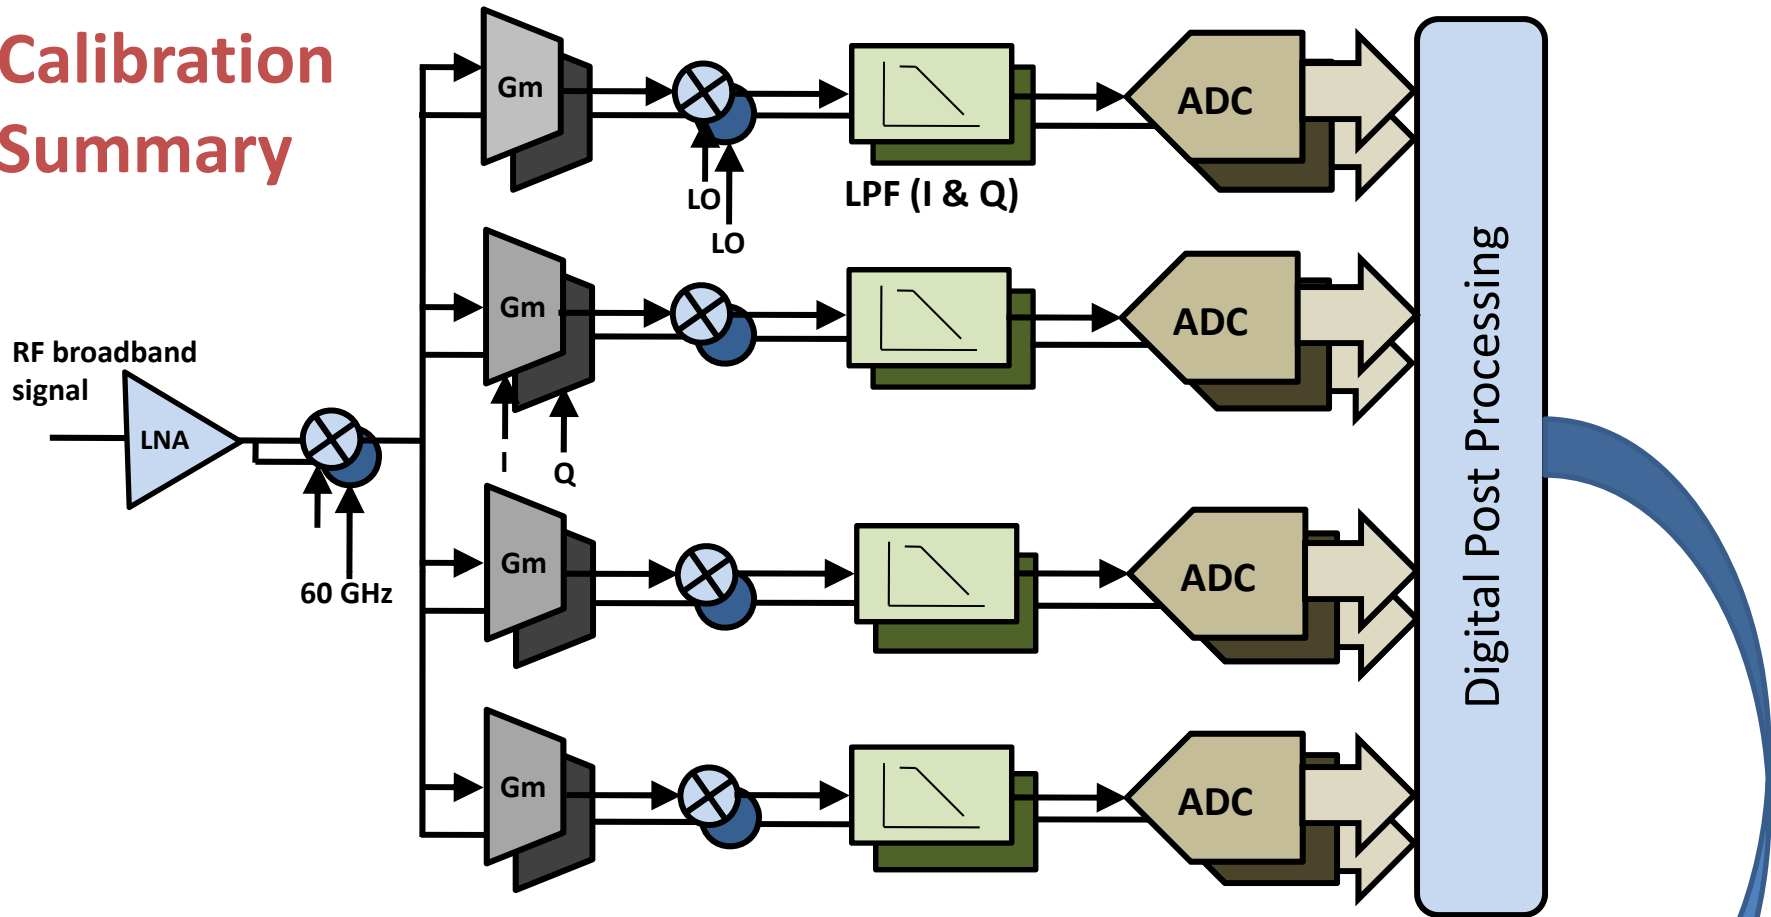 Calibration
Summary
Gm
ADC
LO
LO
LPF (I & Q)
Gm
ADC
RF broadband
signal
LNA
I
Q
60 GHz
Gm
ADC
Gm
ADC
Digital Post Processing